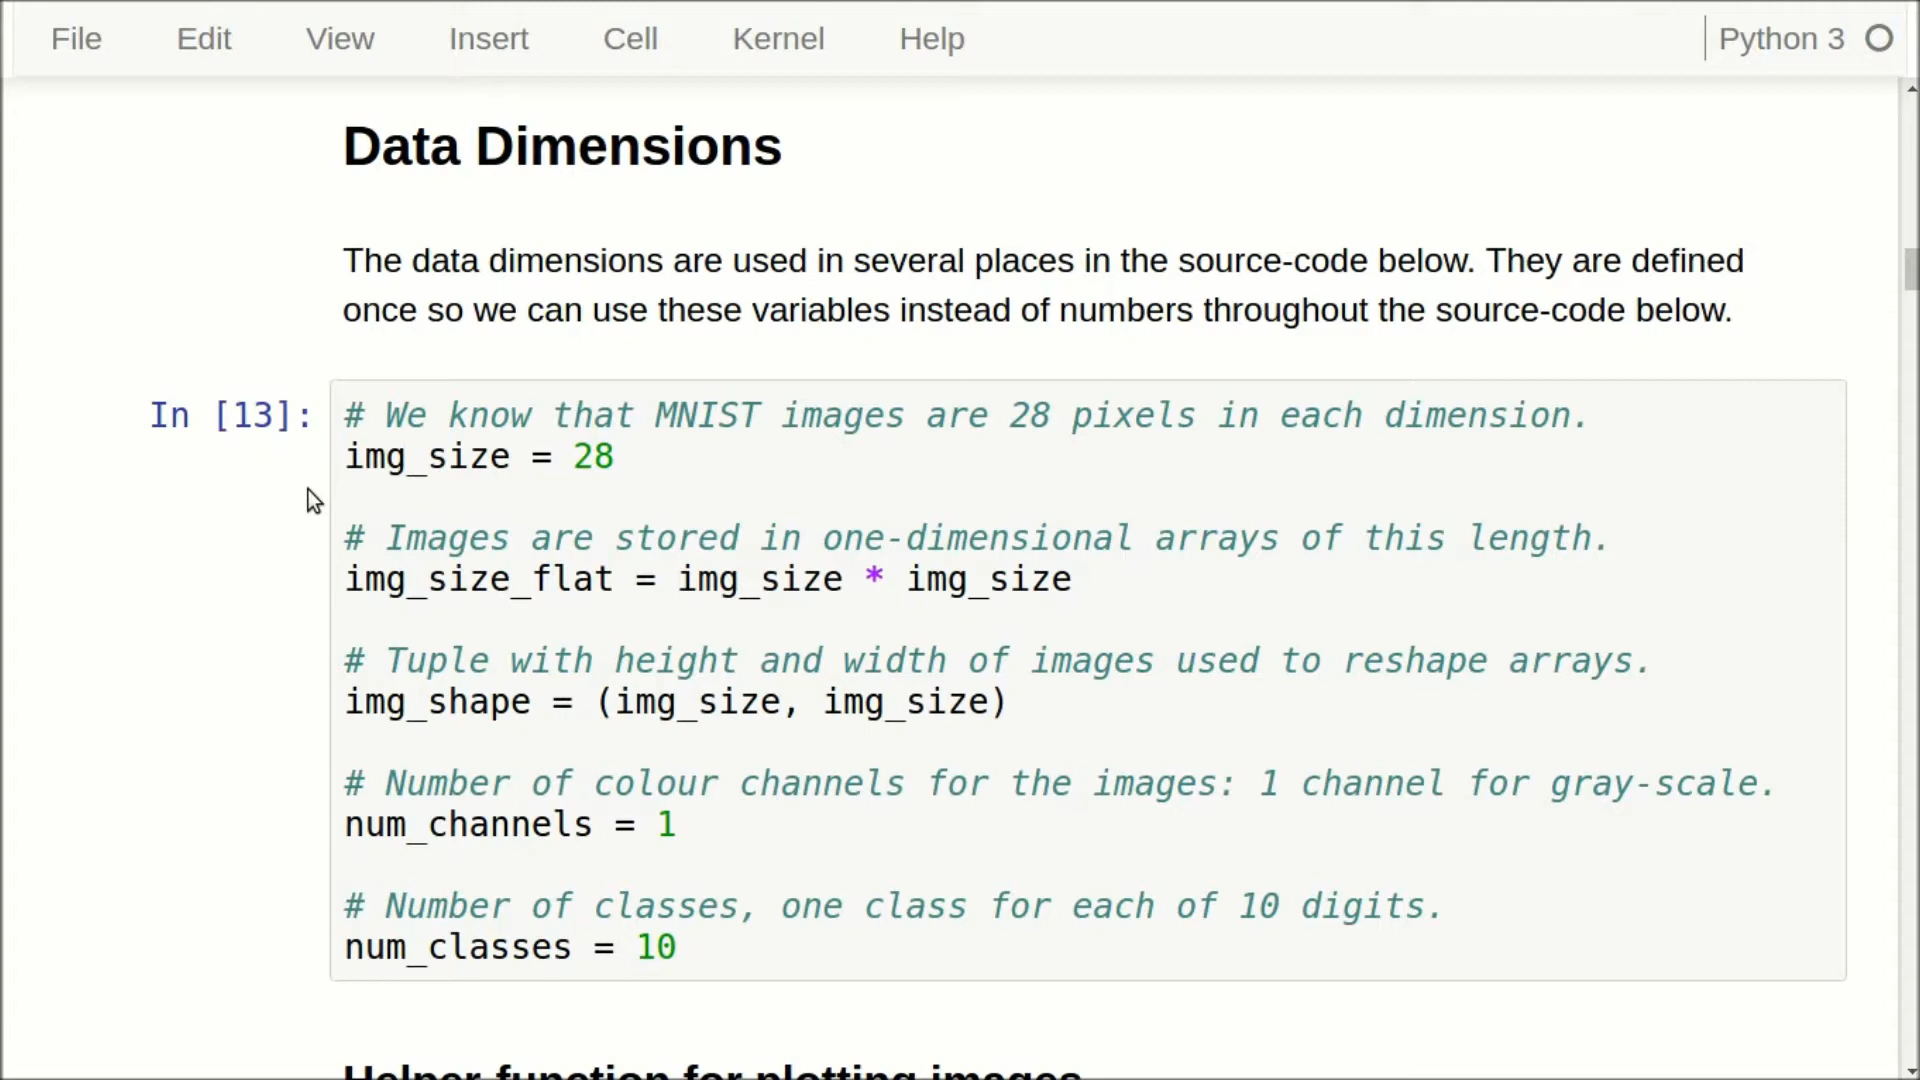 File Edit View Insert Cell Kernel Help Python 3
Data Dimensions
The data dimensions are used in several places in the source-code below. They are defined
once so we can use these variables instead of numbers throughout the source-code below.
In [13]: # We know that MNIST images are 28 pixels in each dimension.
img_size = 28
# Images are stored in one-dimensional arrays of this length.
img_size_flat = img_size * img_size
# Tuple with height and width of images used to reshape arrays.
img_shape = (img_size, img_size)
# Number of colour channels for the images: 1 channel for gray-scale.
num_channels = 1
# Number of classes, one class for each of 10 digits.
num_classes = 10
Helper-function for plotting images